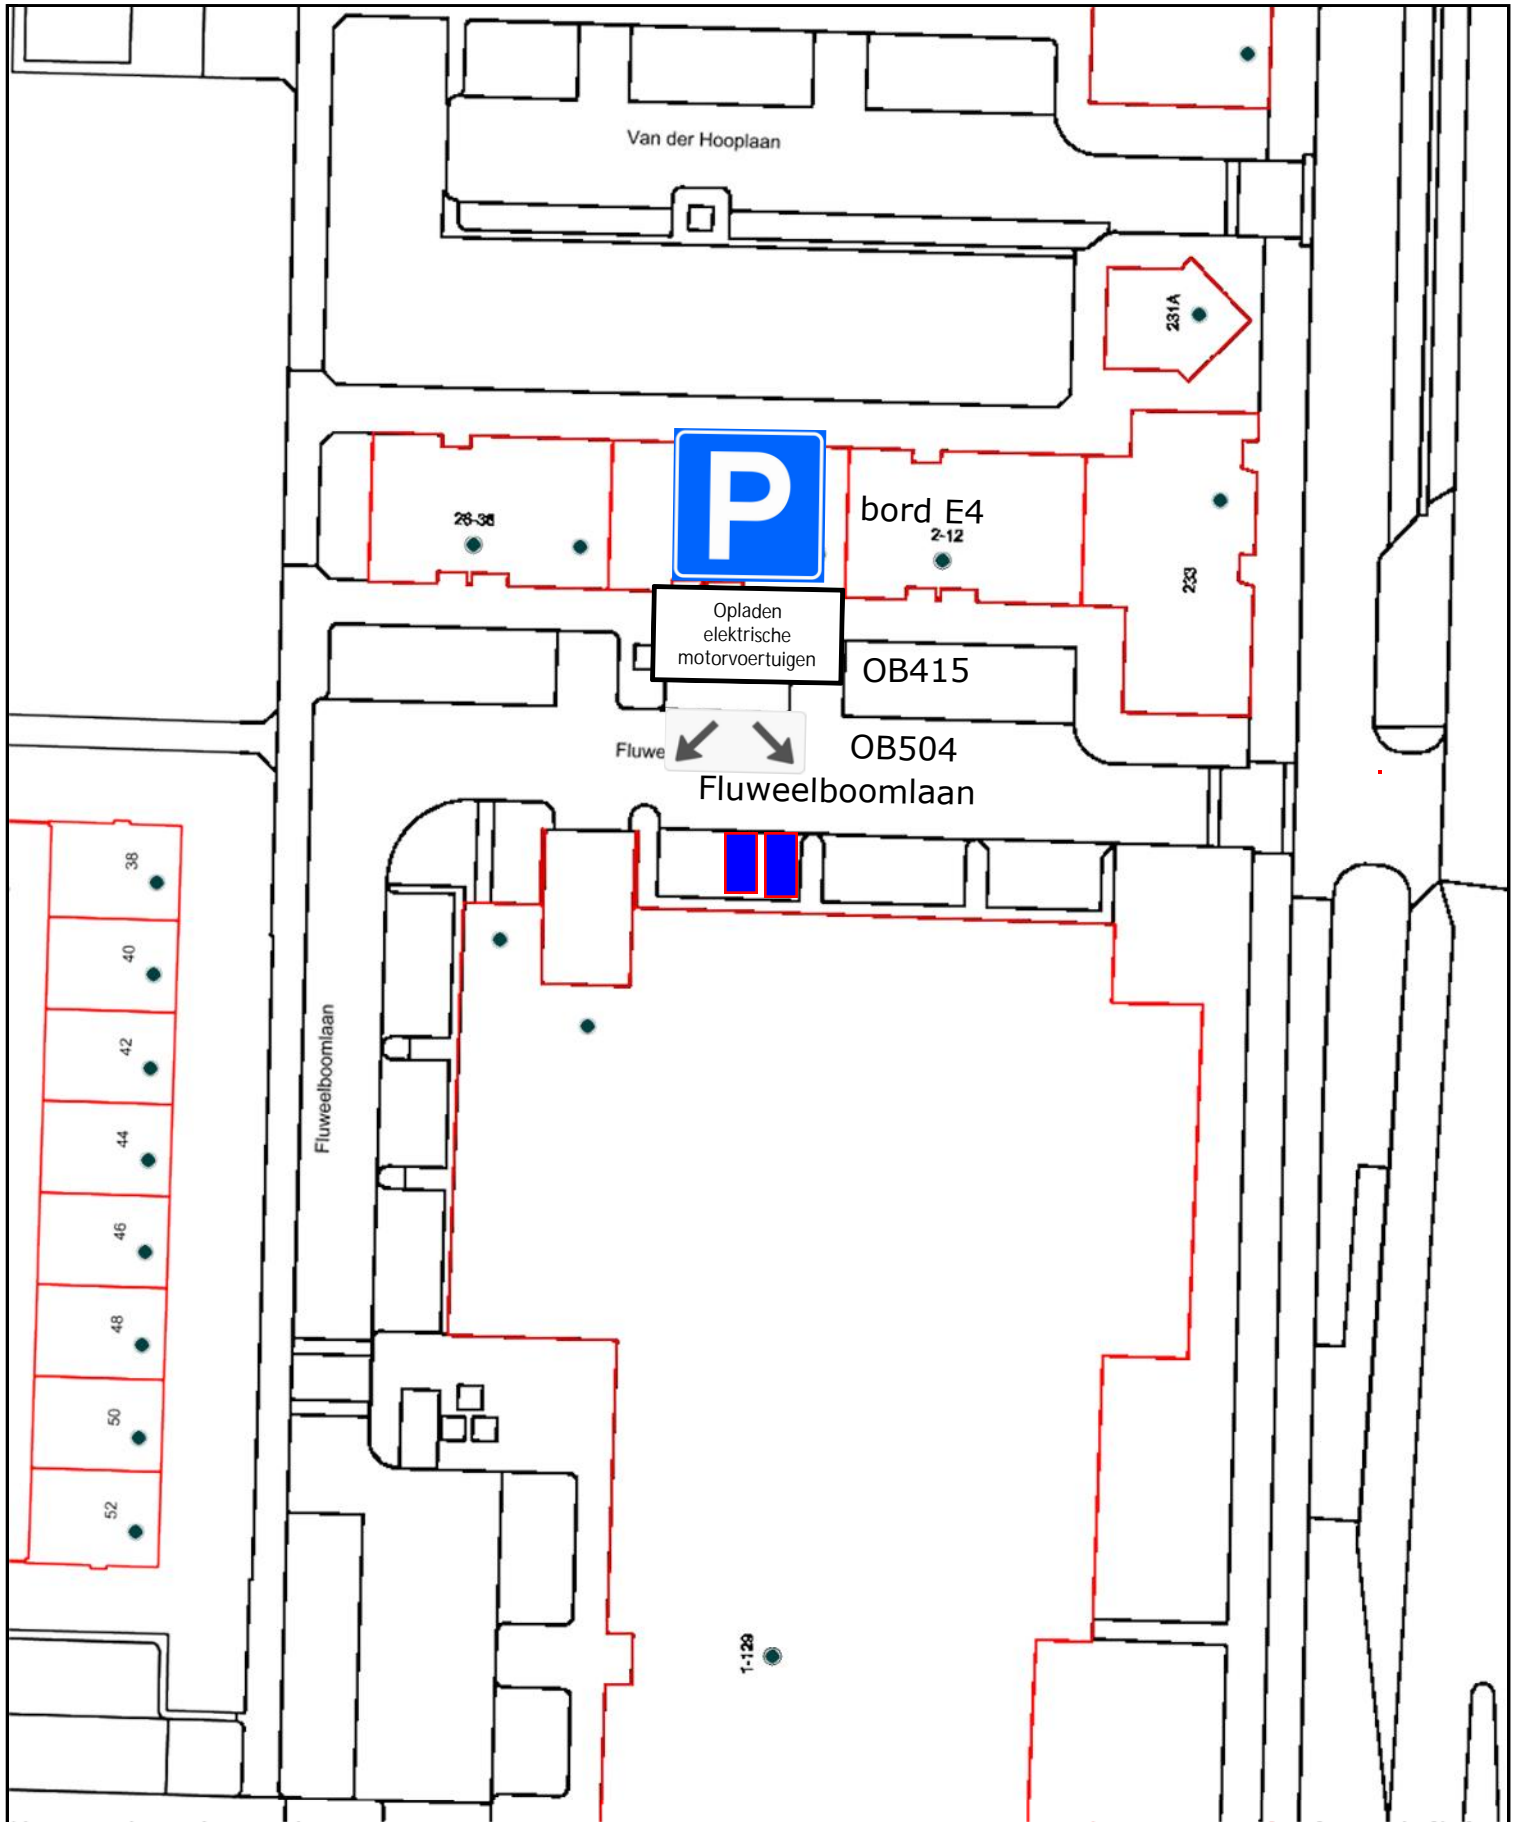 Van der Hooplaan
231A
P
bord E4
26-36
2-12
233
Opladen
elektrische
motorvoertuigen
OB415
OB504
Fluwe
Fluweelboomlaan
38
40
42
Fluweelboomlaan
44
46
48
50
52
1-129